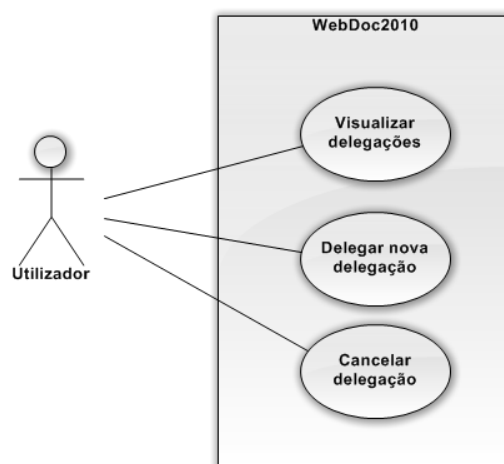 WebDoc2010
Visualizar
delegações
Utilizador
Delegar nova
delegação
Cancelar
delegação